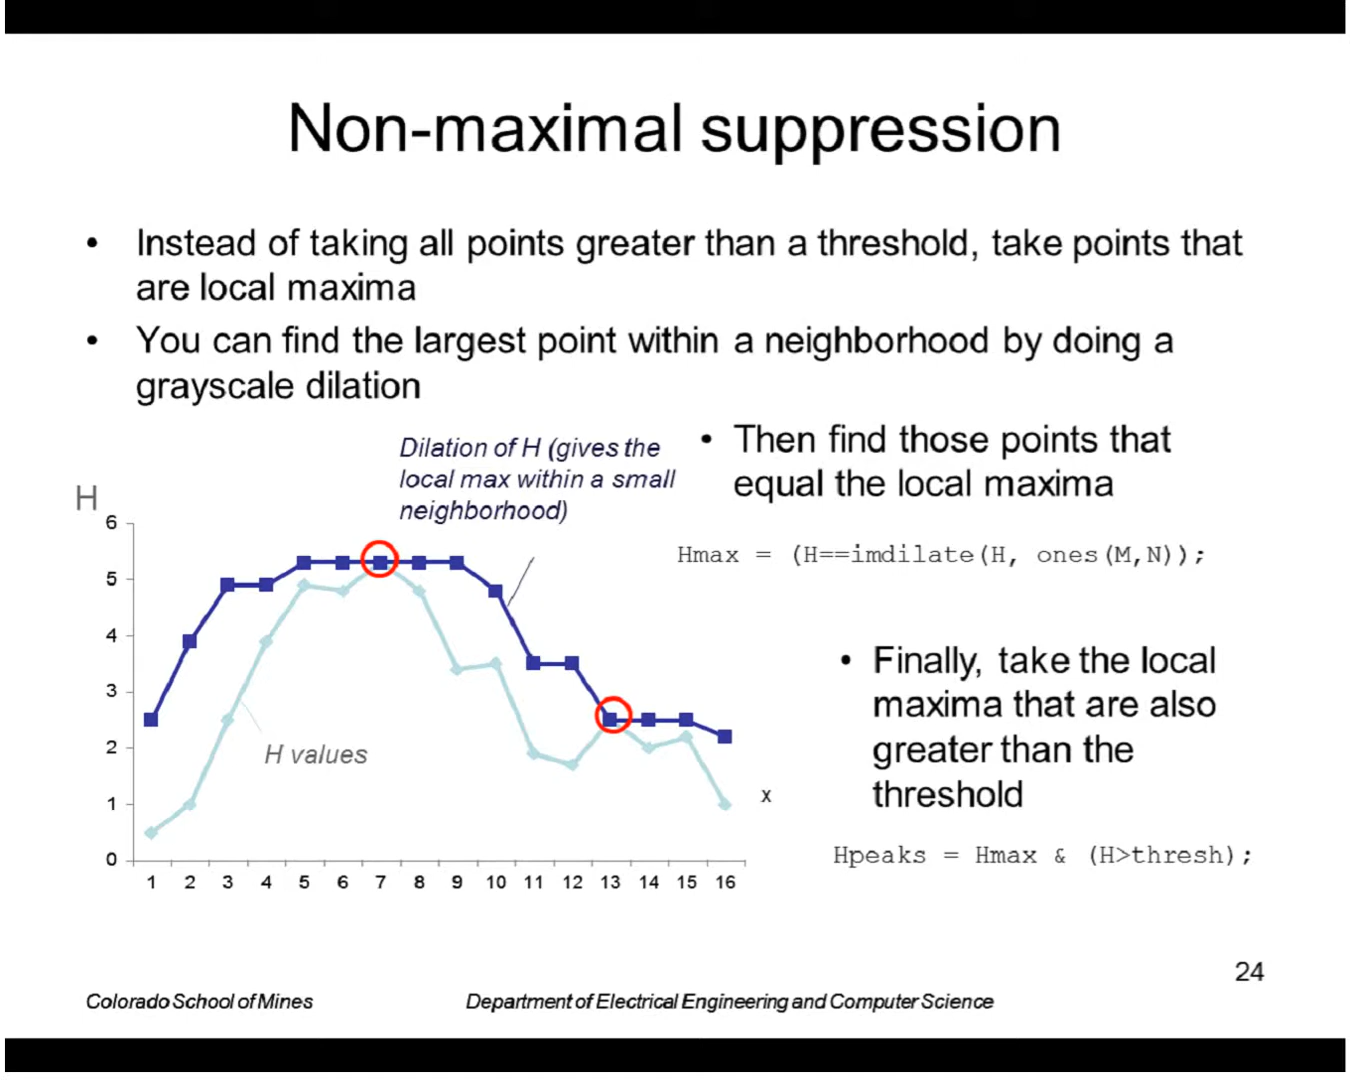 Non-maximal suppression
• Instead of taking all points greater than a threshold, take points that
are local maxima
• You can find the largest point within a neighborhood by doing a
grayscale dilation
Dilation of H (gives the
local max within a small
neighborhood)
• Then find those points that
equal the local maxima
Hmax = (H==imdilate(H, ones(M,N));
H
6
5
4
3
2
1
0
H values
x
1 2 3 4 5 6 7 8 9 10 11 12 13 14 15 16
• Finally, take the local
maxima that are also
greater than the
threshold
Hpeaks = Hmax & (H>thresh);
24
Colorado School of Mines
Department of Electrical Engineering and Computer Science